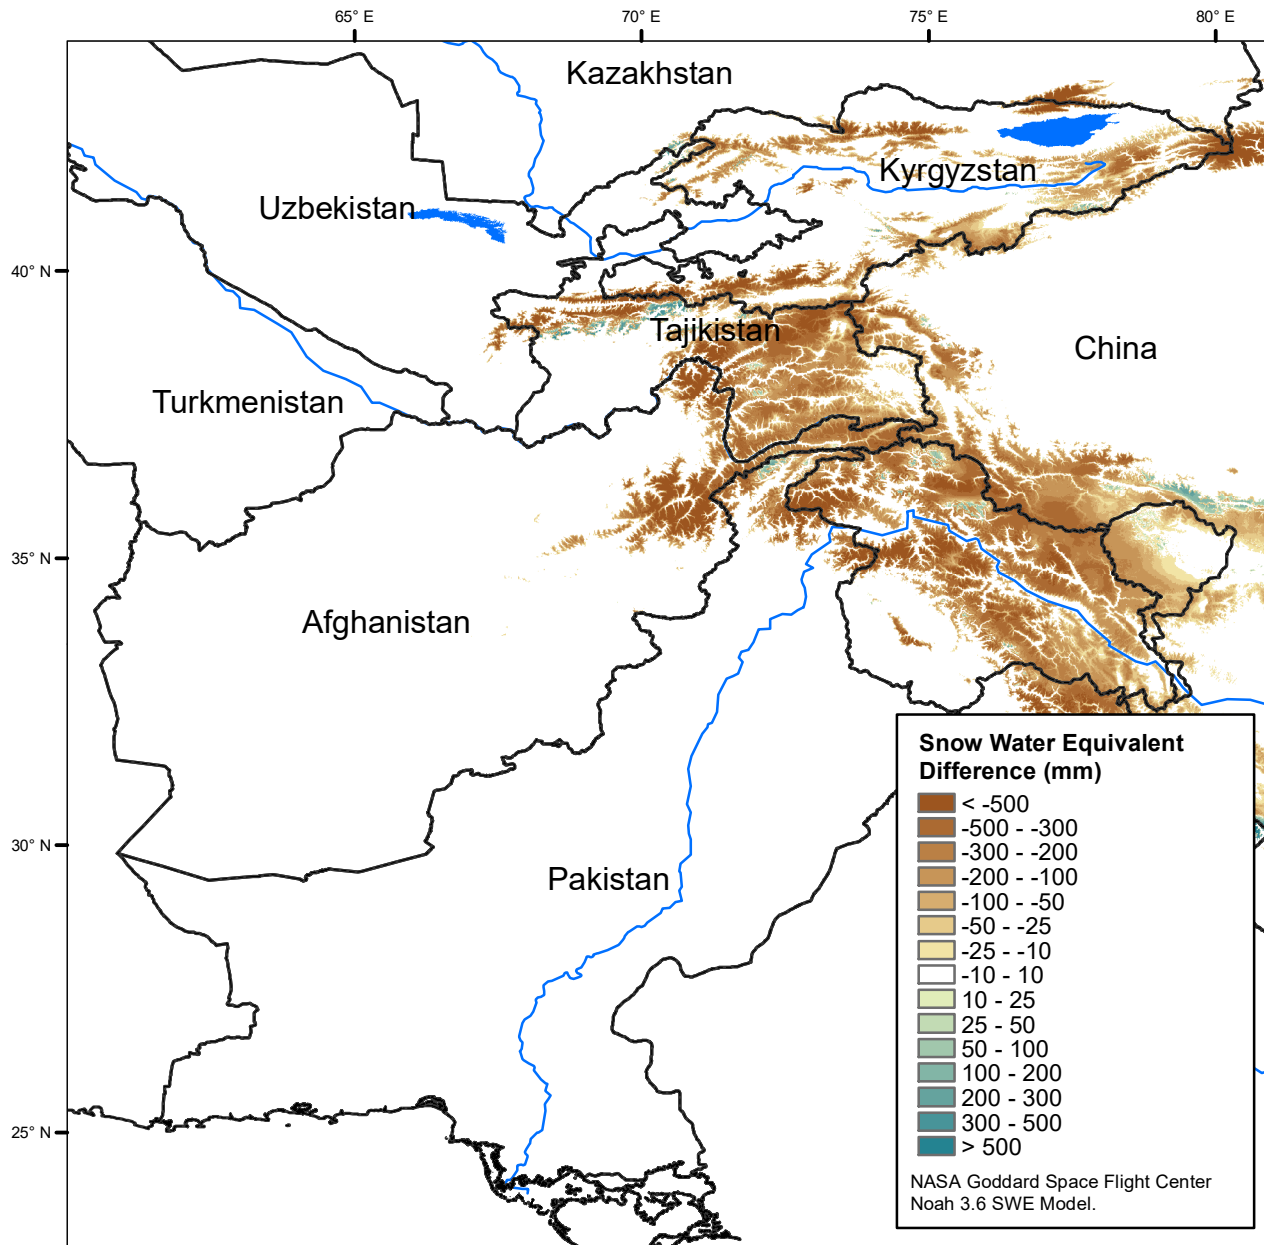 65° E
70° E
75° E
80° E
Kazakhstan
Kyrgyzstan
Uzbekistan
40° N
Tajikistan
China
Turkmenistan
35° N
Afghanistan
Snow Water Equivalent
Difference (mm)
< -500
-500 - -300
-300 - -200
-200 - -100
-100 - -50
-50 - -25
-25 - -10
-10 - 10
10 - 25
25 - 50
50 - 100
100 - 200
200 - 300
300 - 500
> 500
30° N
Pakistan
25° N
NASA Goddard Space Flight Center
Noah 3.6 SWE Model.